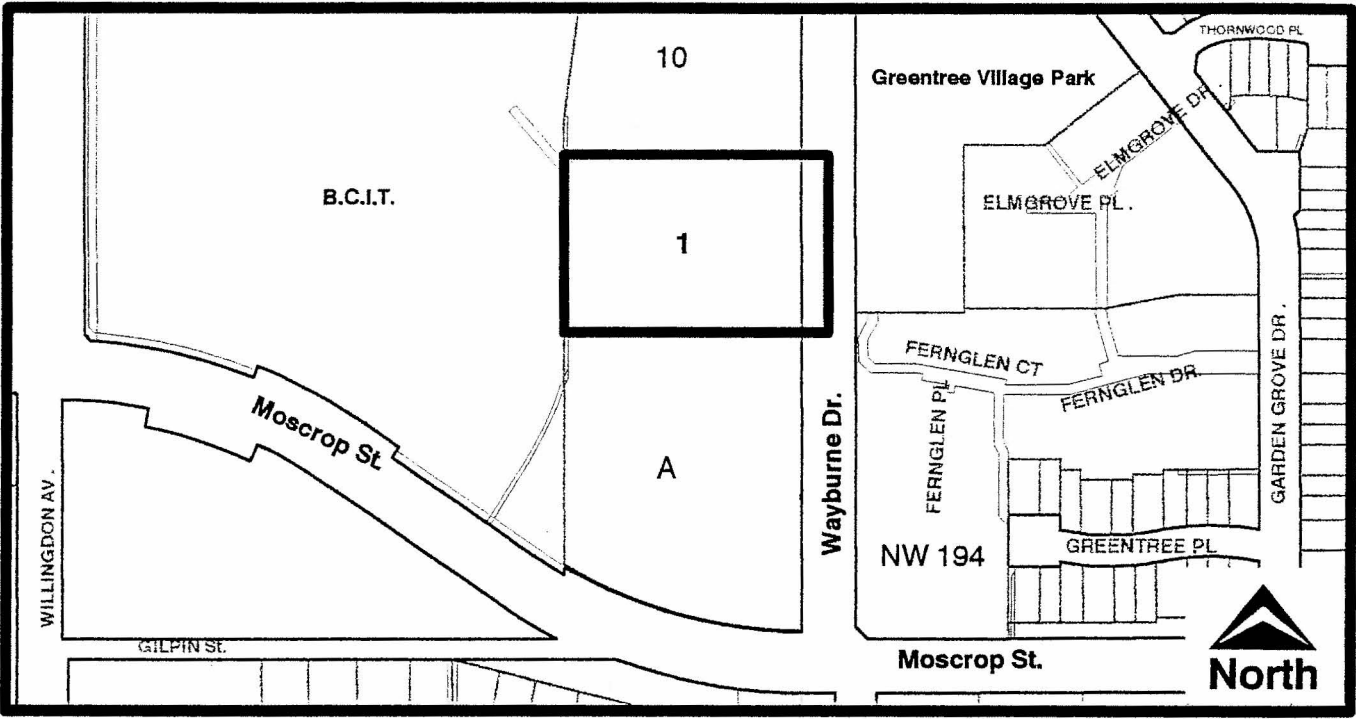 10
THORNWOOD PL
Greentree Village Park
ELMGROVE DR.
B.C.I.T.
ELMGROVE PL.
1
FERNGLEN CT
FERNGLEN DR.
FERNGLEN PL
GARDEN GROVE DR.
Moscrop St.
A
Wayburne Dr.
WILLINGDON AV.
NW 194
GREENTREE PL
GILPIN St.
Moscrop St.
North